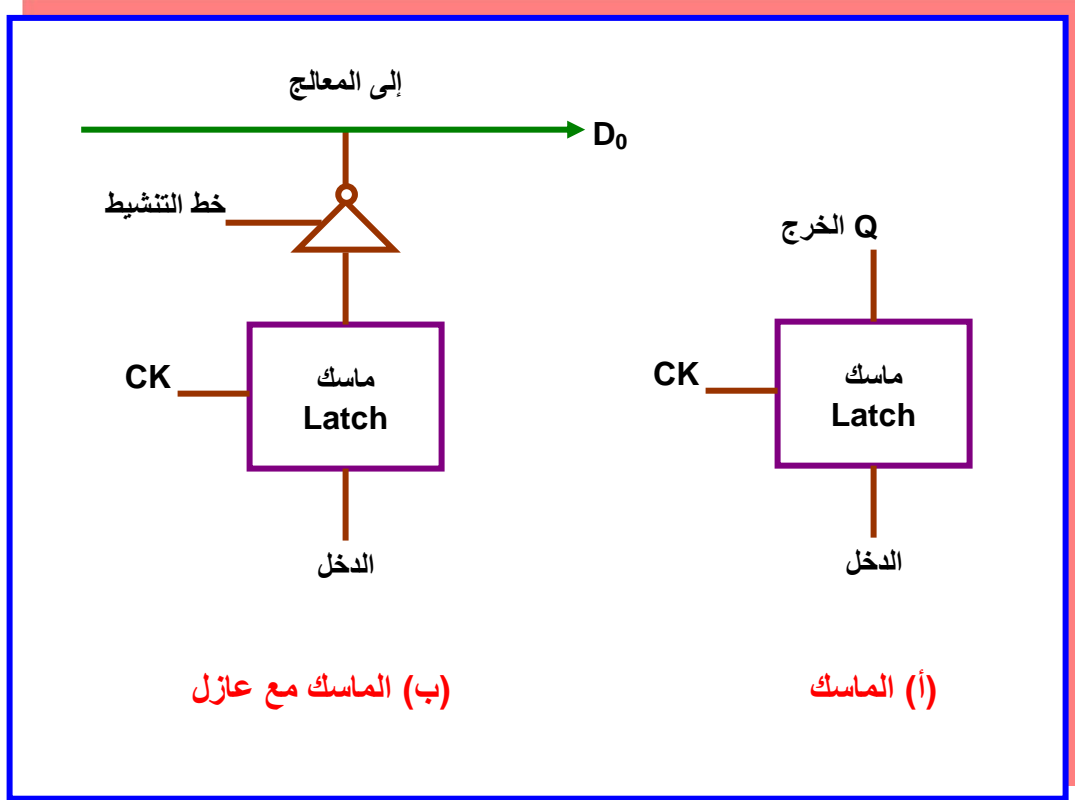 إلى المعالج
D₀
خط التنشيط
Q الخرج
CK
ماسك
Latch
CK
ماسك
Latch
الدخل
الدخل
(أ) الماسك
(ب) الماسك مع عازل